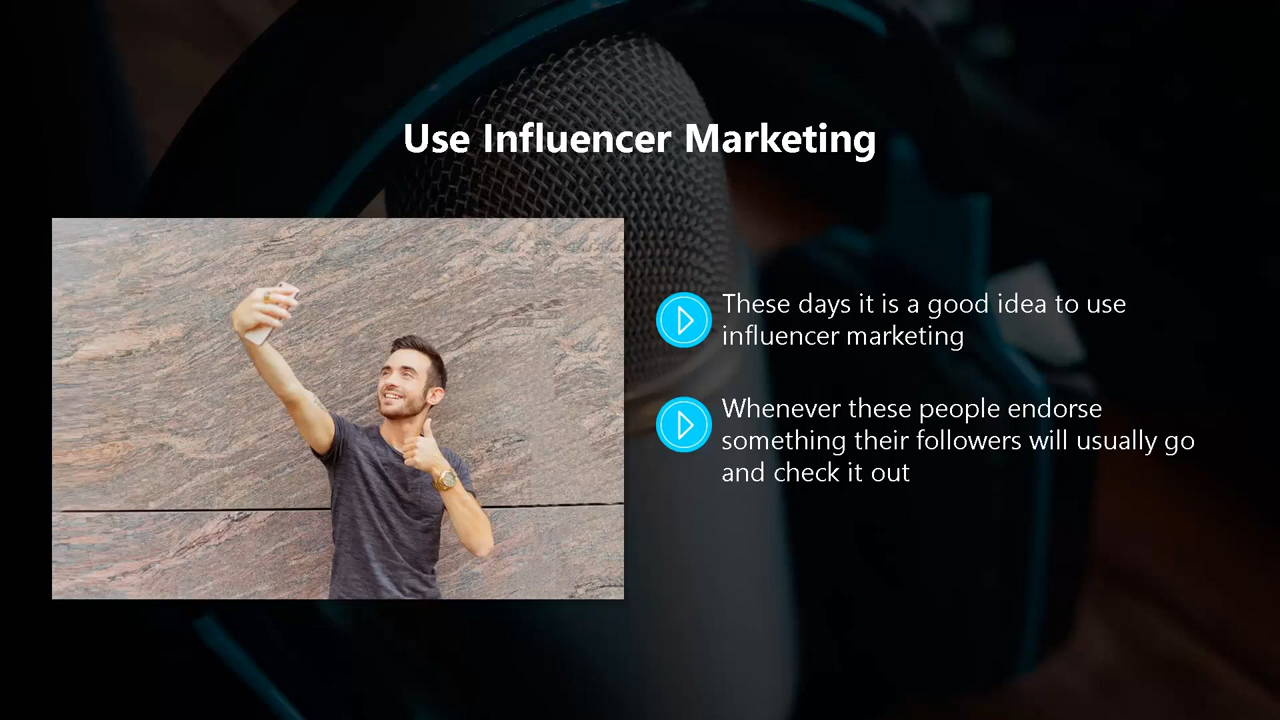 Use Influencer Marketing
These days it is a good idea to use
influencer marketing
Whenever these people endorse
something their followers will usually go
and check it out